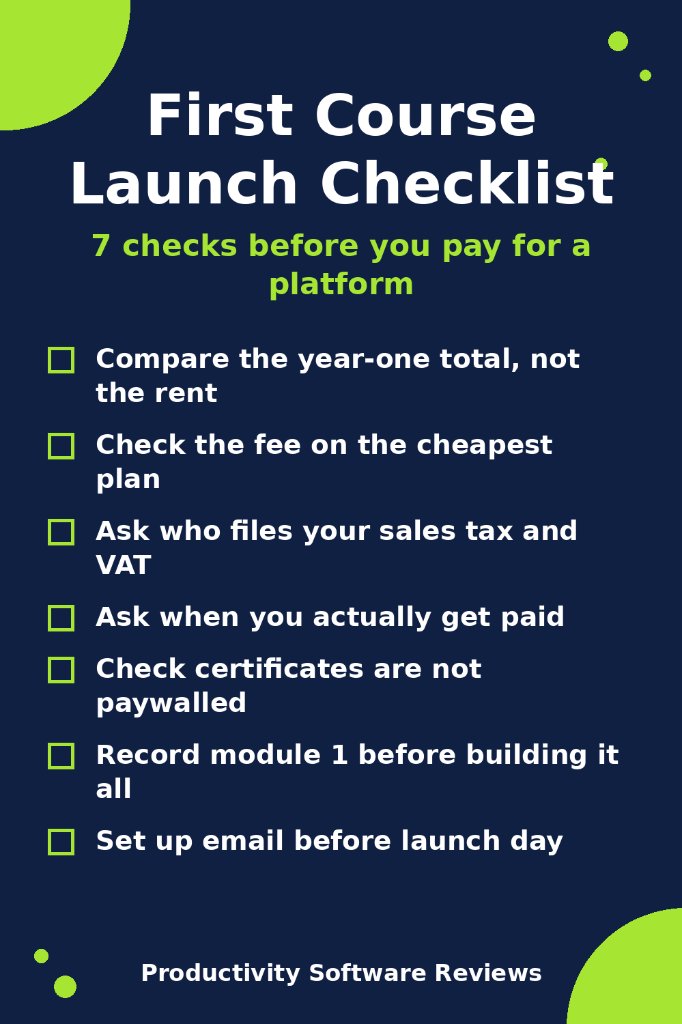 First Course
Launch Checklist
7 checks before you pay for a
platform
Compare the year-one total, not
the rent
Check the fee on the cheapest
plan
Ask who files your sales tax and
VAT
Ask when you actually get paid
Check certificates are not
paywalled
Record module 1 before building it
all
Set up email before launch day
Productivity Software Reviews